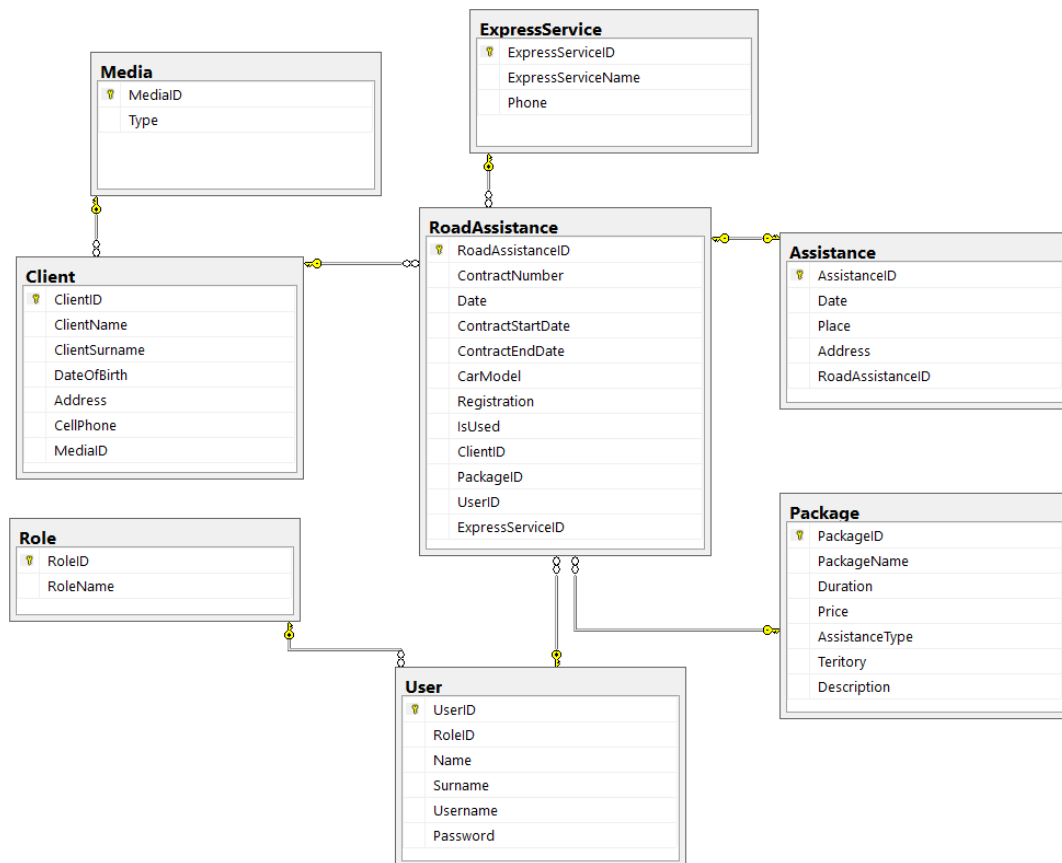 ExpressService
ExpressServiceID
ExpressServiceName
Phone
Media
MediaID
Type
RoadAssistance
RoadAssistanceID
ContractNumber
Date
ContractStartDate
ContractEndDate
CarModel
Registration
IsUsed
ClientID
PackageID
UserID
ExpressServiceID
Assistance
AssistanceID
Date
Place
Address
RoadAssistanceID
Client
ClientID
ClientName
ClientSurname
DateOfBirth
Address
CellPhone
MediaID
Package
PackageID
PackageName
Duration
Price
AssistanceType
Teritory
Description
Role
RoleID
RoleName
User
UserID
RoleID
Name
Surname
Username
Password